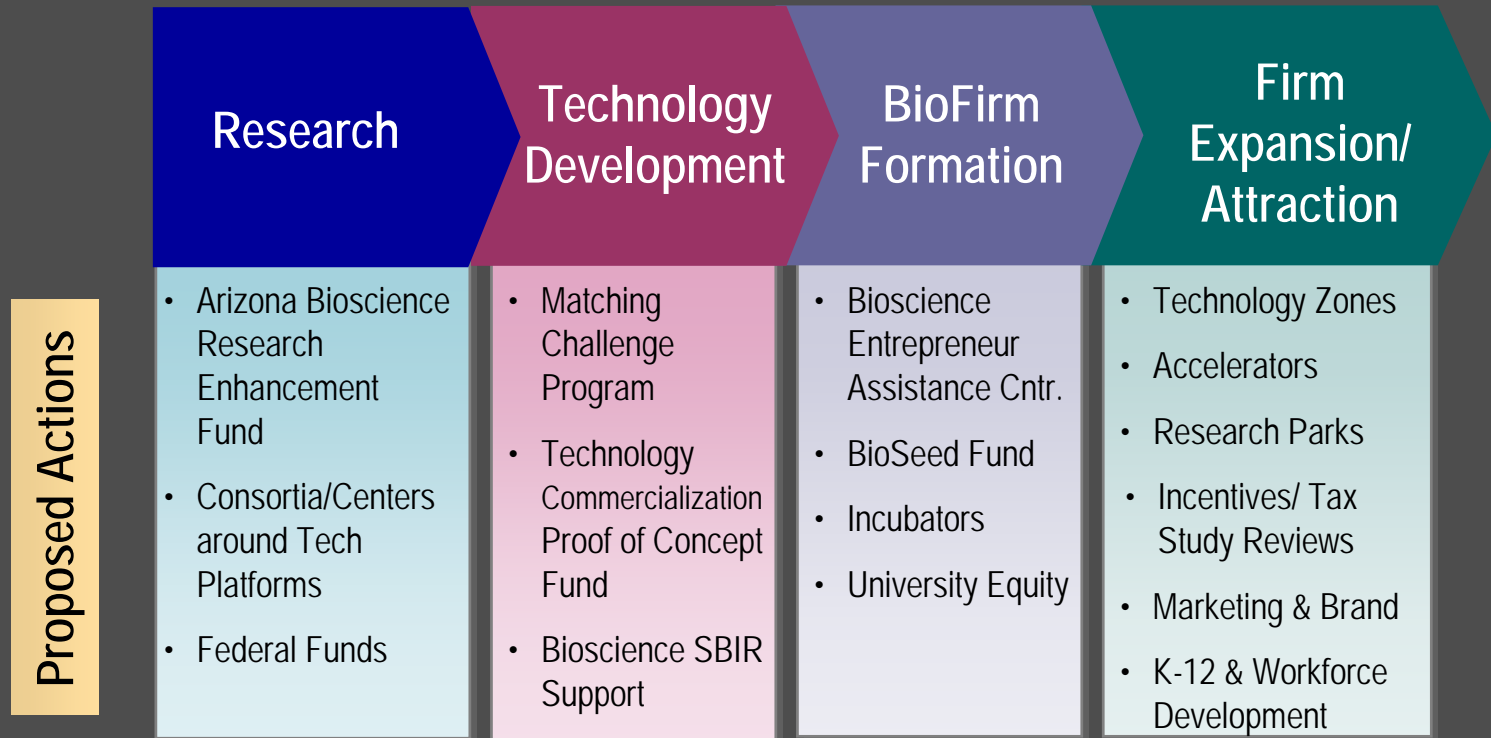 Research
Technology
Development
BioFirm
Formation
Firm
Expansion/
Attraction
Proposed Actions
• Arizona Bioscience
Research
Enhancement
Fund
• Consortia/Centers
around Tech
Platforms
• Federal Funds
• Matching
Challenge
Program
• Technology
Commercialization
Proof of Concept
Fund
• Bioscience SBIR
Support
• Bioscience
Entrepreneur
Assistance Cntr.
• BioSeed Fund
• Incubators
• University Equity
• Technology Zones
• Accelerators
• Research Parks
• Incentives/ Tax
Study Reviews
• Marketing & Brand
• K-12 & Workforce
Development